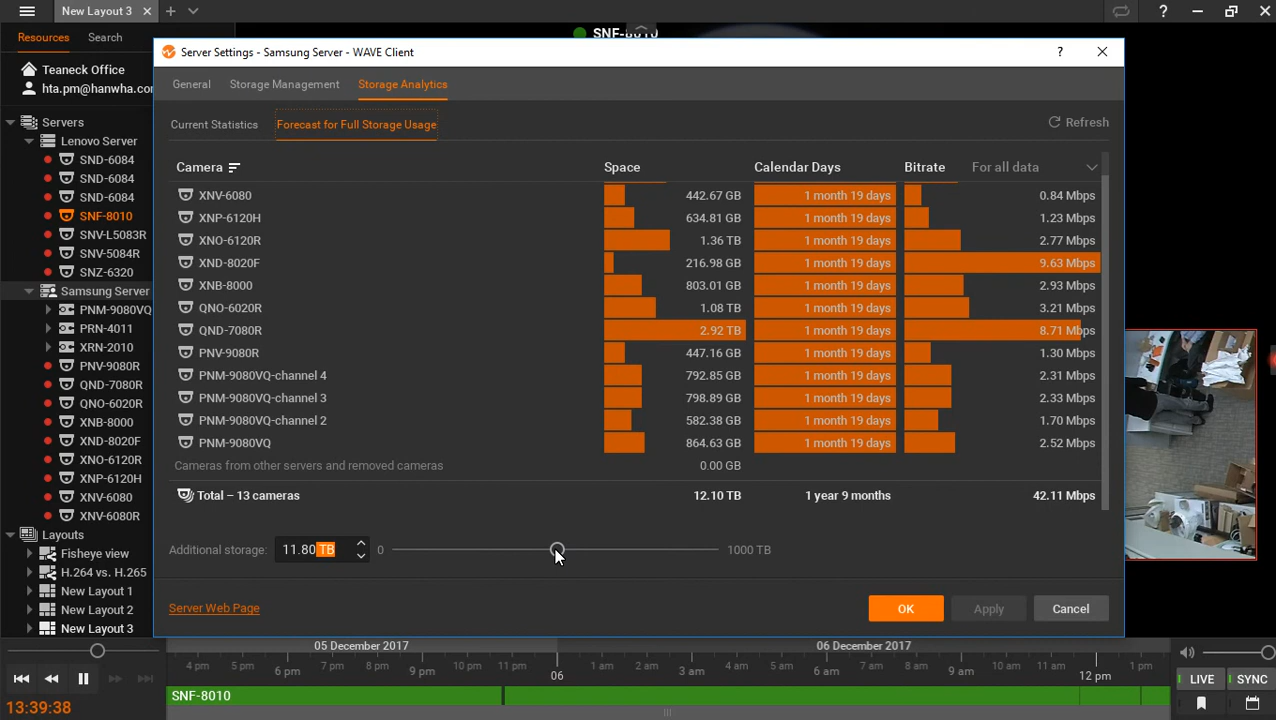 New Layout 3
Resources
Search
SNF-8010
Server Settings - Samsung Server - WAVE Client
General
Storage Management
Storage Analytics
Current Statistics
Forecast for Full Storage Usage
Refresh
Camera Space Calendar Days Bitrate For all data
XNV-6080 442.67 GB 1 month 19 days 0.84 Mbps
XNP-6120H 634.81 GB 1 month 19 days 1.23 Mbps
XNO-6120R 1.36 TB 1 month 19 days 2.77 Mbps
XND-8020F 216.98 GB 1 month 19 days 9.63 Mbps
XNB-8000 803.01 GB 1 month 19 days 2.93 Mbps
QNO-6020R 1.08 TB 1 month 19 days 3.21 Mbps
QND-7080R 2.92 TB 1 month 19 days 8.71 Mbps
PNV-9080R 447.16 GB 1 month 19 days 1.30 Mbps
PNM-9080VQ-channel 4 792.85 GB 1 month 19 days 2.31 Mbps
PNM-9080VQ-channel 3 798.89 GB 1 month 19 days 2.33 Mbps
PNM-9080VQ-channel 2 582.38 GB 1 month 19 days 1.70 Mbps
PNM-9080VQ 864.63 GB 1 month 19 days 2.52 Mbps
Cameras from other servers and removed cameras 0.00 GB
Total – 13 cameras 12.10 TB 1 year 9 months 42.11 Mbps
Additional storage: 11.80 TB 0 1000 TB
Server Web Page
OK
Apply
Cancel
Teaneck Office
hta.pm@hanwha.co
Servers
Lenovo Server
SND-6084
SND-6084
SND-6084
SNF-8010
SNV-L5083R
SNV-5084R
SNZ-6320
Samsung Server
PNM-9080VQ
PRN-4011
XRN-2010
PNV-9080R
QND-7080R
QNO-6020R
XNB-8000
XND-8020F
XNO-6120R
XNP-6120H
XNV-6080
XNV-6080R
Layouts
Fisheye view
H.264 vs. H.265
New Layout 1
New Layout 2
New Layout 3
05 December 2017
06 December 2017
4 pm 5 pm 6 pm 7 pm 8 pm 9 pm 10 pm 11 pm 06 1 am 2 am 3 am 4 am 5 am 6 am 7 am 8 am 9 am 10 am 11 am 12 pm 1 pm
SNF-8010
13:39:38
LIVE
SYNC